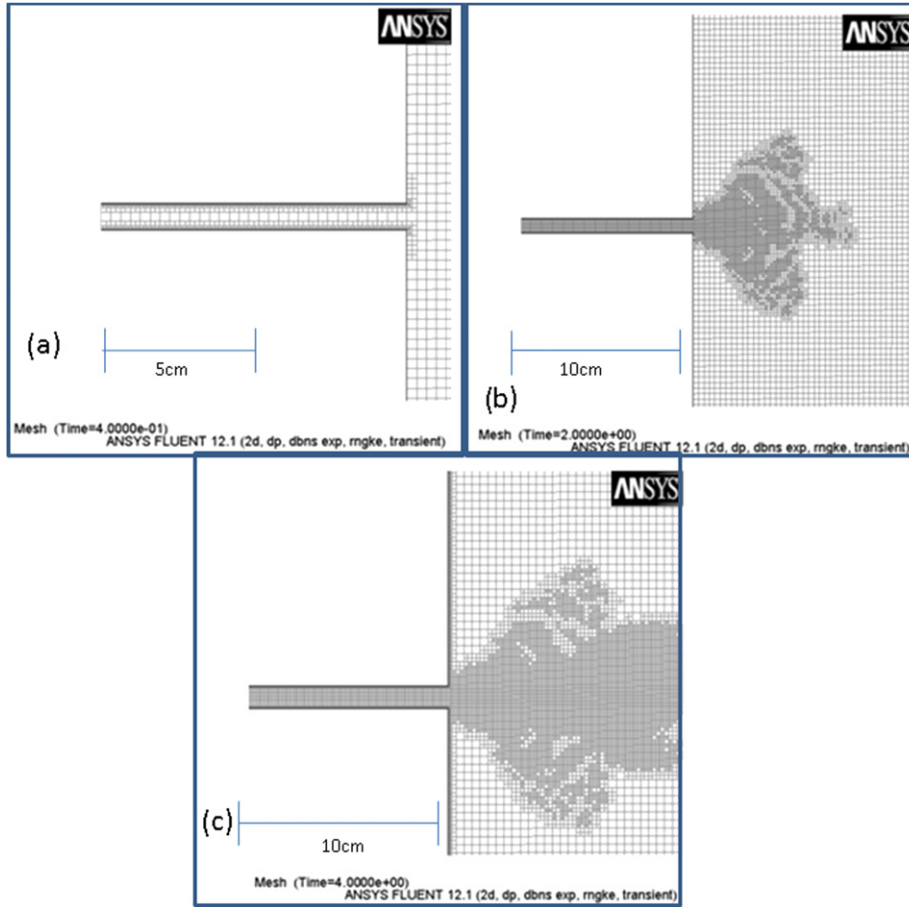 ANSYS
(a)
5cm
Mesh (Time=4.0000e-01)
ANSYS FLUENT 12.1 (2d, dp, dbns exp, rngke, transient)
ANSYS
10cm
(b)
Mesh (Time=2.0000e+00)
ANSYS FLUENT 12.1 (2d, dp, dbns exp, rngke, transient)
ANSYS
(c)
10cm
Mesh (Time=4.0000e+00)
ANSYS FLUENT 12.1 (2d, dp, dbns exp, rngke, transient)